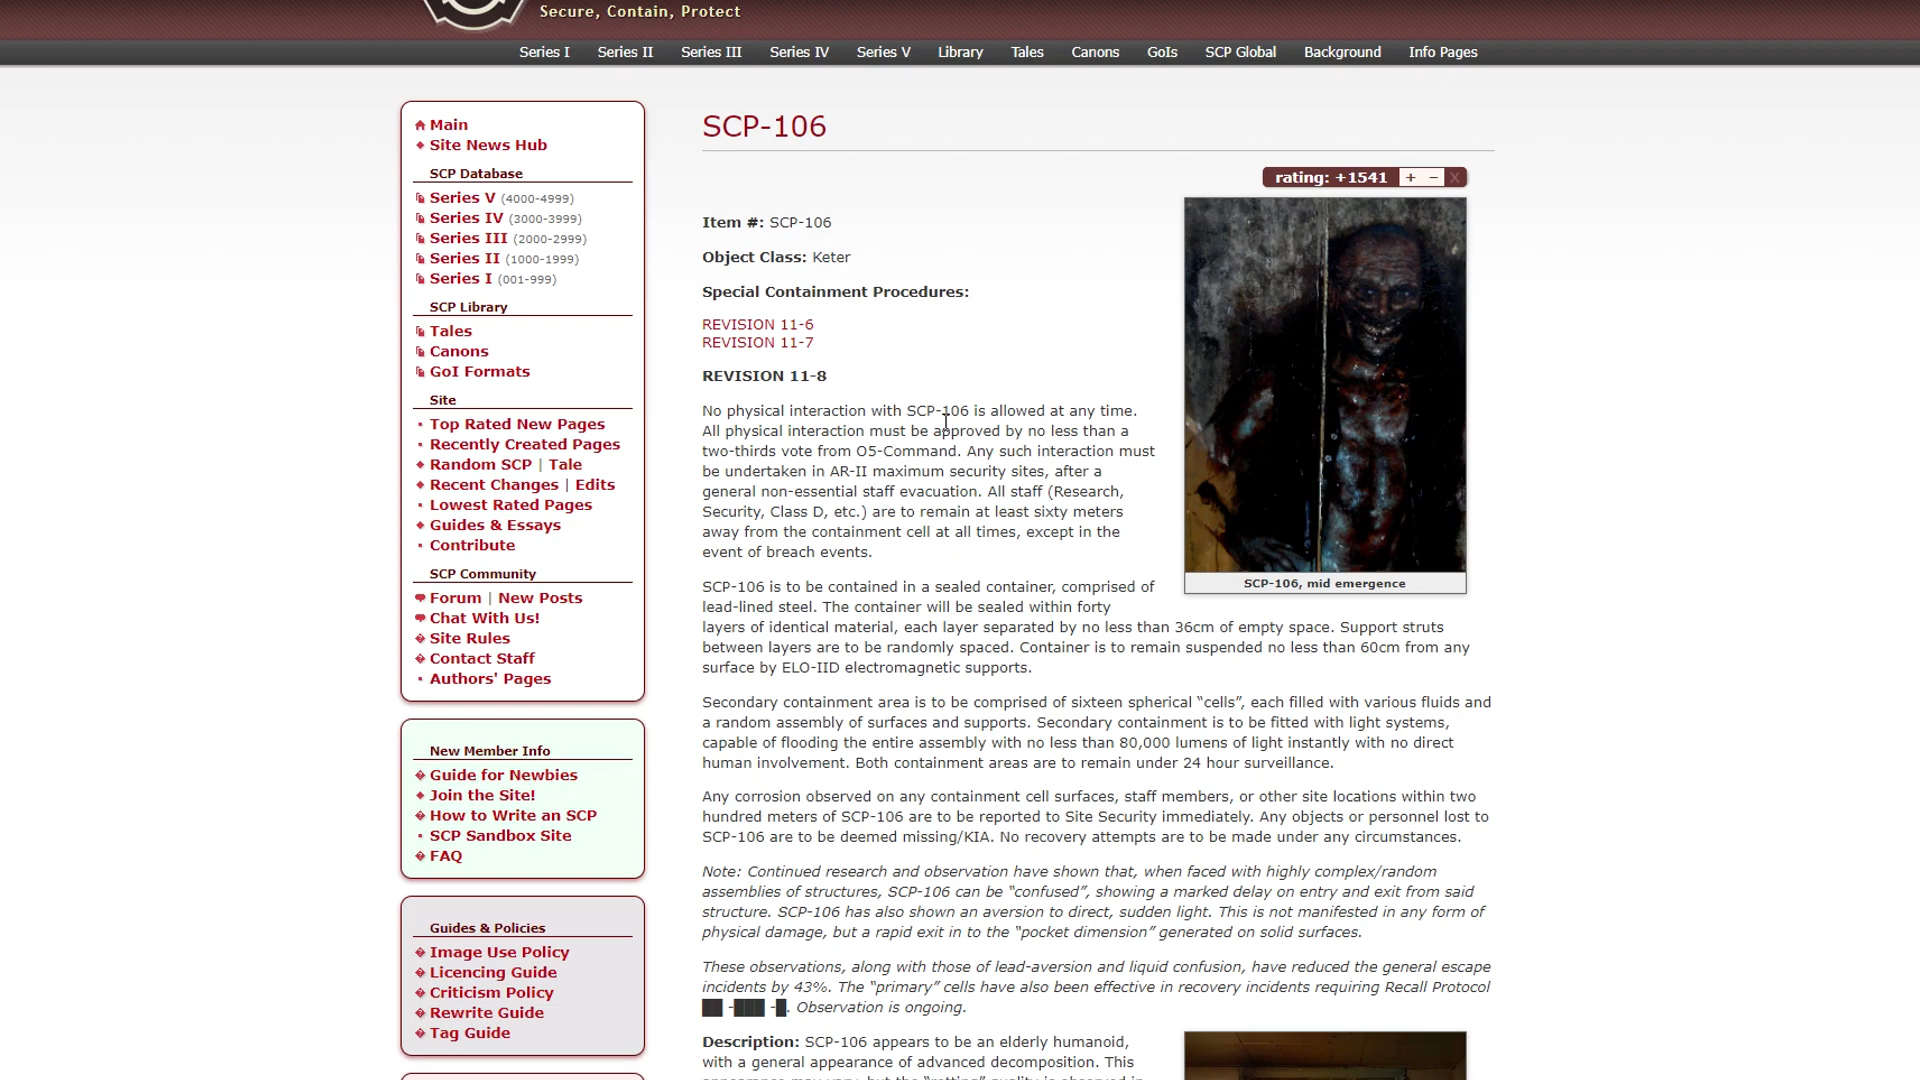 Secure, Contain, Protect
Series I Series II Series III Series IV Series V Library Tales Canons GoIs SCP Global Background Info Pages
Main
Site News Hub
SCP Database
Series V (4000-4999)
Series IV (3000-3999)
Series III (2000-2999)
Series II (1000-1999)
Series I (001-999)
SCP Library
Tales
Canons
GoI Formats
Site
Top Rated New Pages
Recently Created Pages
Random SCP | Tale
Recent Changes | Edits
Lowest Rated Pages
Guides & Essays
Contribute
SCP Community
Forum | New Posts
Chat With Us!
Site Rules
Contact Staff
Authors' Pages
New Member Info
Guide for Newbies
Join the Site!
How to Write an SCP
SCP Sandbox Site
FAQ
Guides & Policies
Image Use Policy
Licencing Guide
Criticism Policy
Rewrite Guide
Tag Guide
SCP-106
rating: +1541 + − X
Item #: SCP-106
Object Class: Keter
Special Containment Procedures:
REVISION 11-6
REVISION 11-7
REVISION 11-8
No physical interaction with SCP-106 is allowed at any time.
All physical interaction must be approved by no less than a
two-thirds vote from O5-Command. Any such interaction must
be undertaken in AR-II maximum security sites, after a
general non-essential staff evacuation. All staff (Research,
Security, Class D, etc.) are to remain at least sixty meters
away from the containment cell at all times, except in the
event of breach events.
SCP-106, mid emergence
SCP-106 is to be contained in a sealed container, comprised of
lead-lined steel. The container will be sealed within forty
layers of identical material, each layer separated by no less than 36cm of empty space. Support struts
between layers are to be randomly spaced. Container is to remain suspended no less than 60cm from any
surface by ELO-IID electromagnetic supports.
Secondary containment area is to be comprised of sixteen spherical “cells”, each filled with various fluids and
a random assembly of surfaces and supports. Secondary containment is to be fitted with light systems,
capable of flooding the entire assembly with no less than 80,000 lumens of light instantly with no direct
human involvement. Both containment areas are to remain under 24 hour surveillance.
Any corrosion observed on any containment cell surfaces, staff members, or other site locations within two
hundred meters of SCP-106 are to be reported to Site Security immediately. Any objects or personnel lost to
SCP-106 are to be deemed missing/KIA. No recovery attempts are to be made under any circumstances.
Note: Continued research and observation have shown that, when faced with highly complex/random
assemblies of structures, SCP-106 can be “confused”, showing a marked delay on entry and exit from said
structure. SCP-106 has also shown an aversion to direct, sudden light. This is not manifested in any form of
physical damage, but a rapid exit in to the “pocket dimension” generated on solid surfaces.
These observations, along with those of lead-aversion and liquid confusion, have reduced the general escape
incidents by 43%. The “primary” cells have also been effective in recovery incidents requiring Recall Protocol
██ -███ -█. Observation is ongoing.
Description: SCP-106 appears to be an elderly humanoid,
with a general appearance of advanced decomposition. This